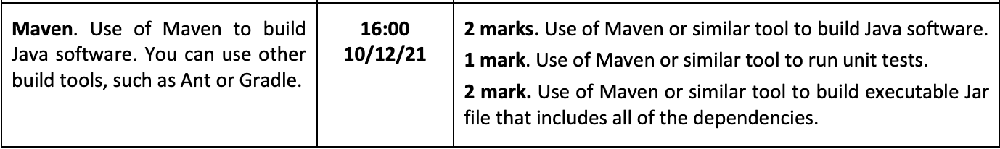 Maven. Use of Maven to build
Java software. You can use other
build tools, such as Ant or Gradle.
16:00
10/12/21
2 marks. Use of Maven or similar tool to build Java software.
1 mark. Use of Maven or similar tool to run unit tests.
2 mark. Use of Maven or similar tool to build executable Jar
file that includes all of the dependencies.